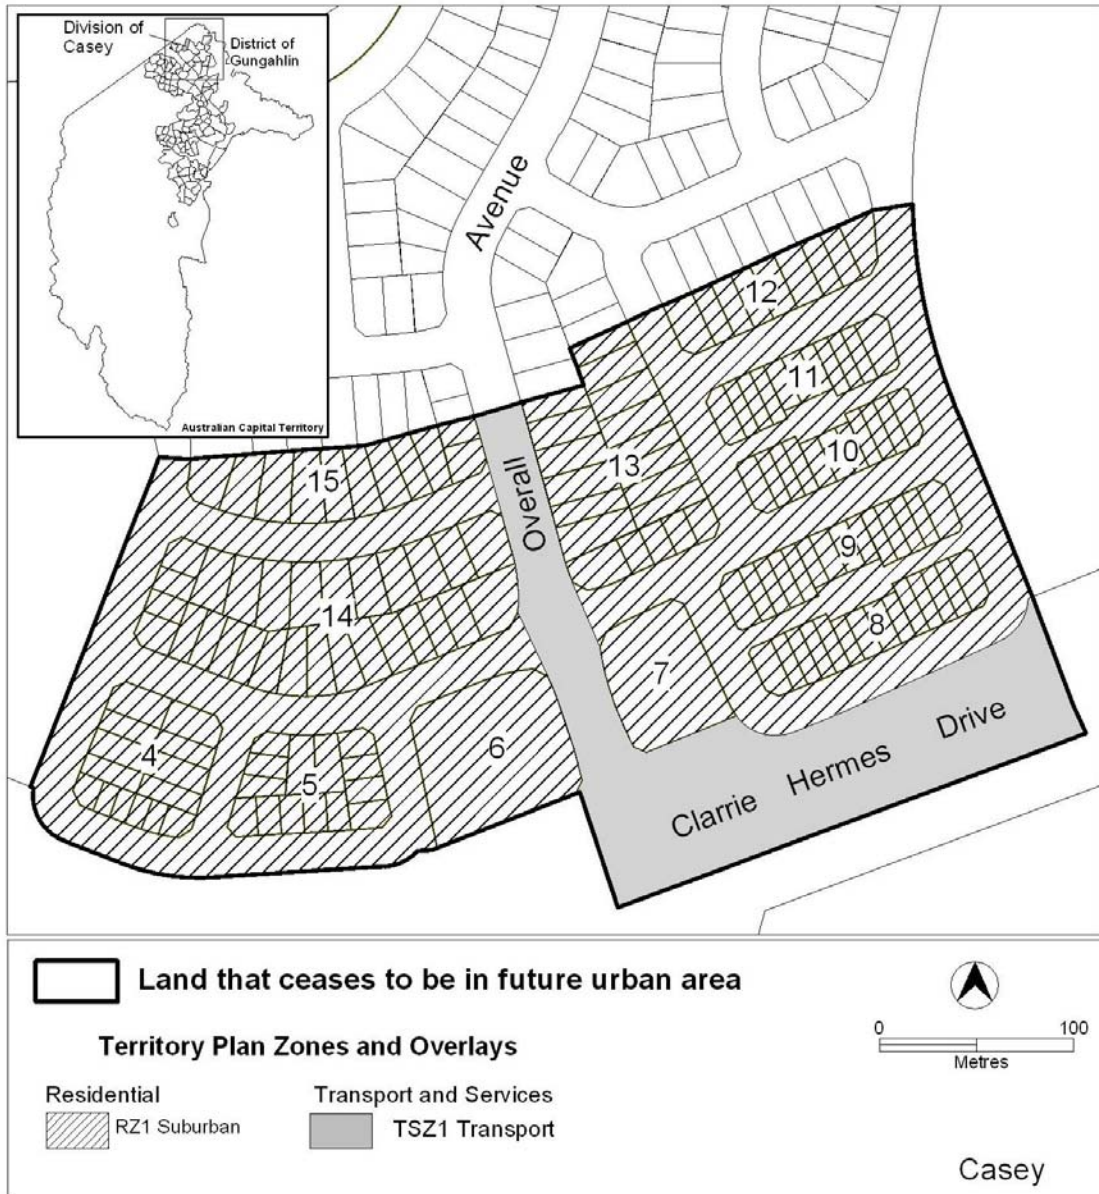 Division of
Casey
District of
Gungahlin
Australian Capital Territory
Avenue
Overall
12
11
10
13
15
9
14
8
7
6
4
5
Clarrie Hermes Drive
Land that ceases to be in future urban area
Territory Plan Zones and Overlays
0 100
Metres
Residential
Transport and Services
RZ1 Suburban
TSZ1 Transport
Casey